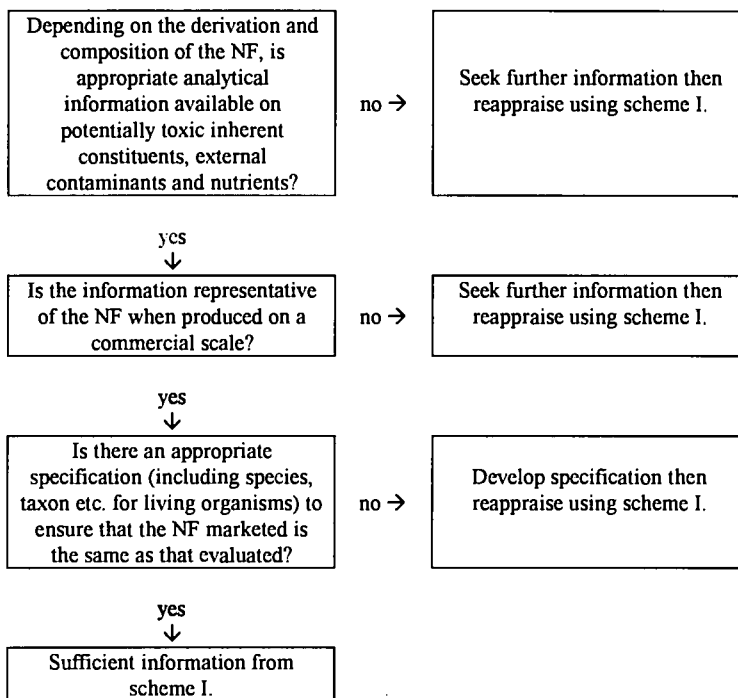 Depending on the derivation and
composition of the NF, is
appropriate analytical
information available on
potentially toxic inherent
constituents, external
contaminants and nutrients?
no →
Seek further information then
reappraise using scheme I.
yes
↓
Is the information representative
of the NF when produced on a
commercial scale?
no →
Seek further information then
reappraise using scheme I.
yes
↓
Is there an appropriate
specification (including species,
taxon etc. for living organisms) to
ensure that the NF marketed is
the same as that evaluated?
no →
Develop specification then
reappraise using scheme I.
yes
↓
Sufficient information from
scheme I.